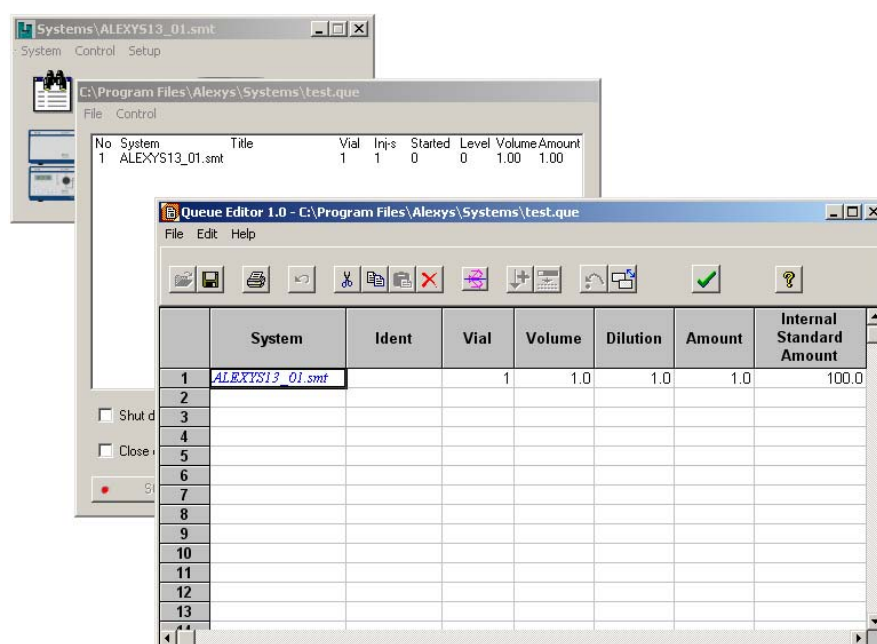 Systems\ALEXYS13_01.smt
System Control Setup
C:\Program Files\Alexys\Systems\test.que
File Control
No System Title Vial Inj-s Started Level Volume Amount
1 ALEXYS13_01.smt 1 1 0 0 1.00 1.00
Queue Editor 1.0 - C:\Program Files\Alexys\Systems\test.que
File Edit Help
System Ident Vial Volume Dilution Amount Internal Standard Amount
1 ALEXYS13_01.smt 1 1.0 1.0 1.0 100.0
2
3
Shut d
4
5
Close
6
7
8
9
10
11
12
13